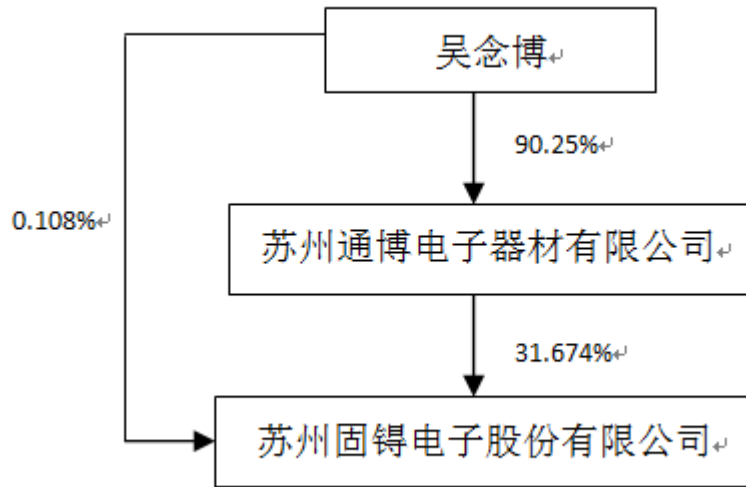 吴念博
90.25%
0.108%
苏州通博电子器材有限公司
31.674%
苏州固锝电子股份有限公司